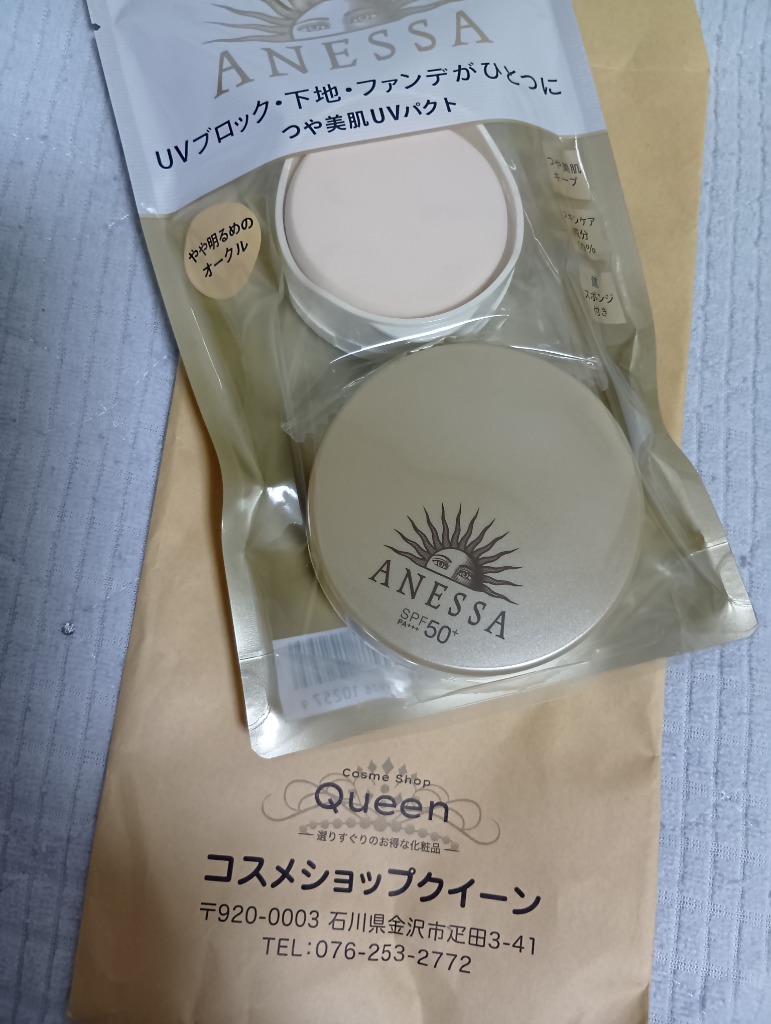 ANESSA
UVブロック・下地・ファンデがひとつに
つや美肌UVパクト
やや明るめの
オークル
つや美肌
キープ
スポンジ
付き
ANESSA
SPF50+
PA+++
Cosme Shop
Queen
選りすぐりのお得な化粧品
コスメショップクイーン
〒920-0003 石川県金沢市疋田3-41
TEL:076-253-2772